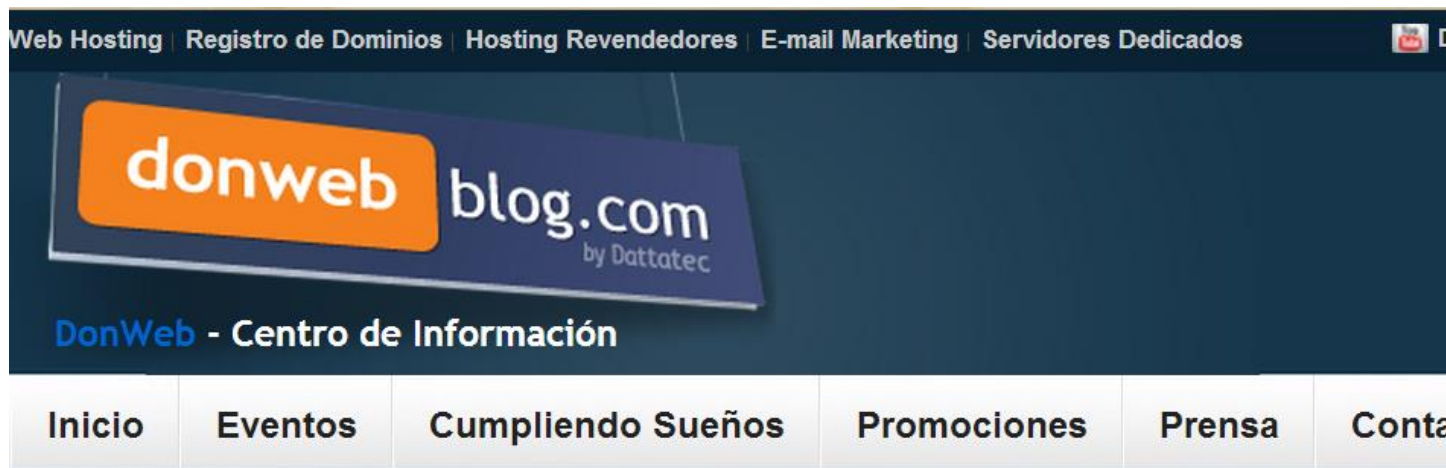 Web Hosting | Registro de Dominios | Hosting Revendedores | E-mail Marketing | Servidores Dedicados
donweb blog.com
by Dattatec
DonWeb - Centro de Información
Inicio Eventos Cumpliendo Sueños Promociones Prensa